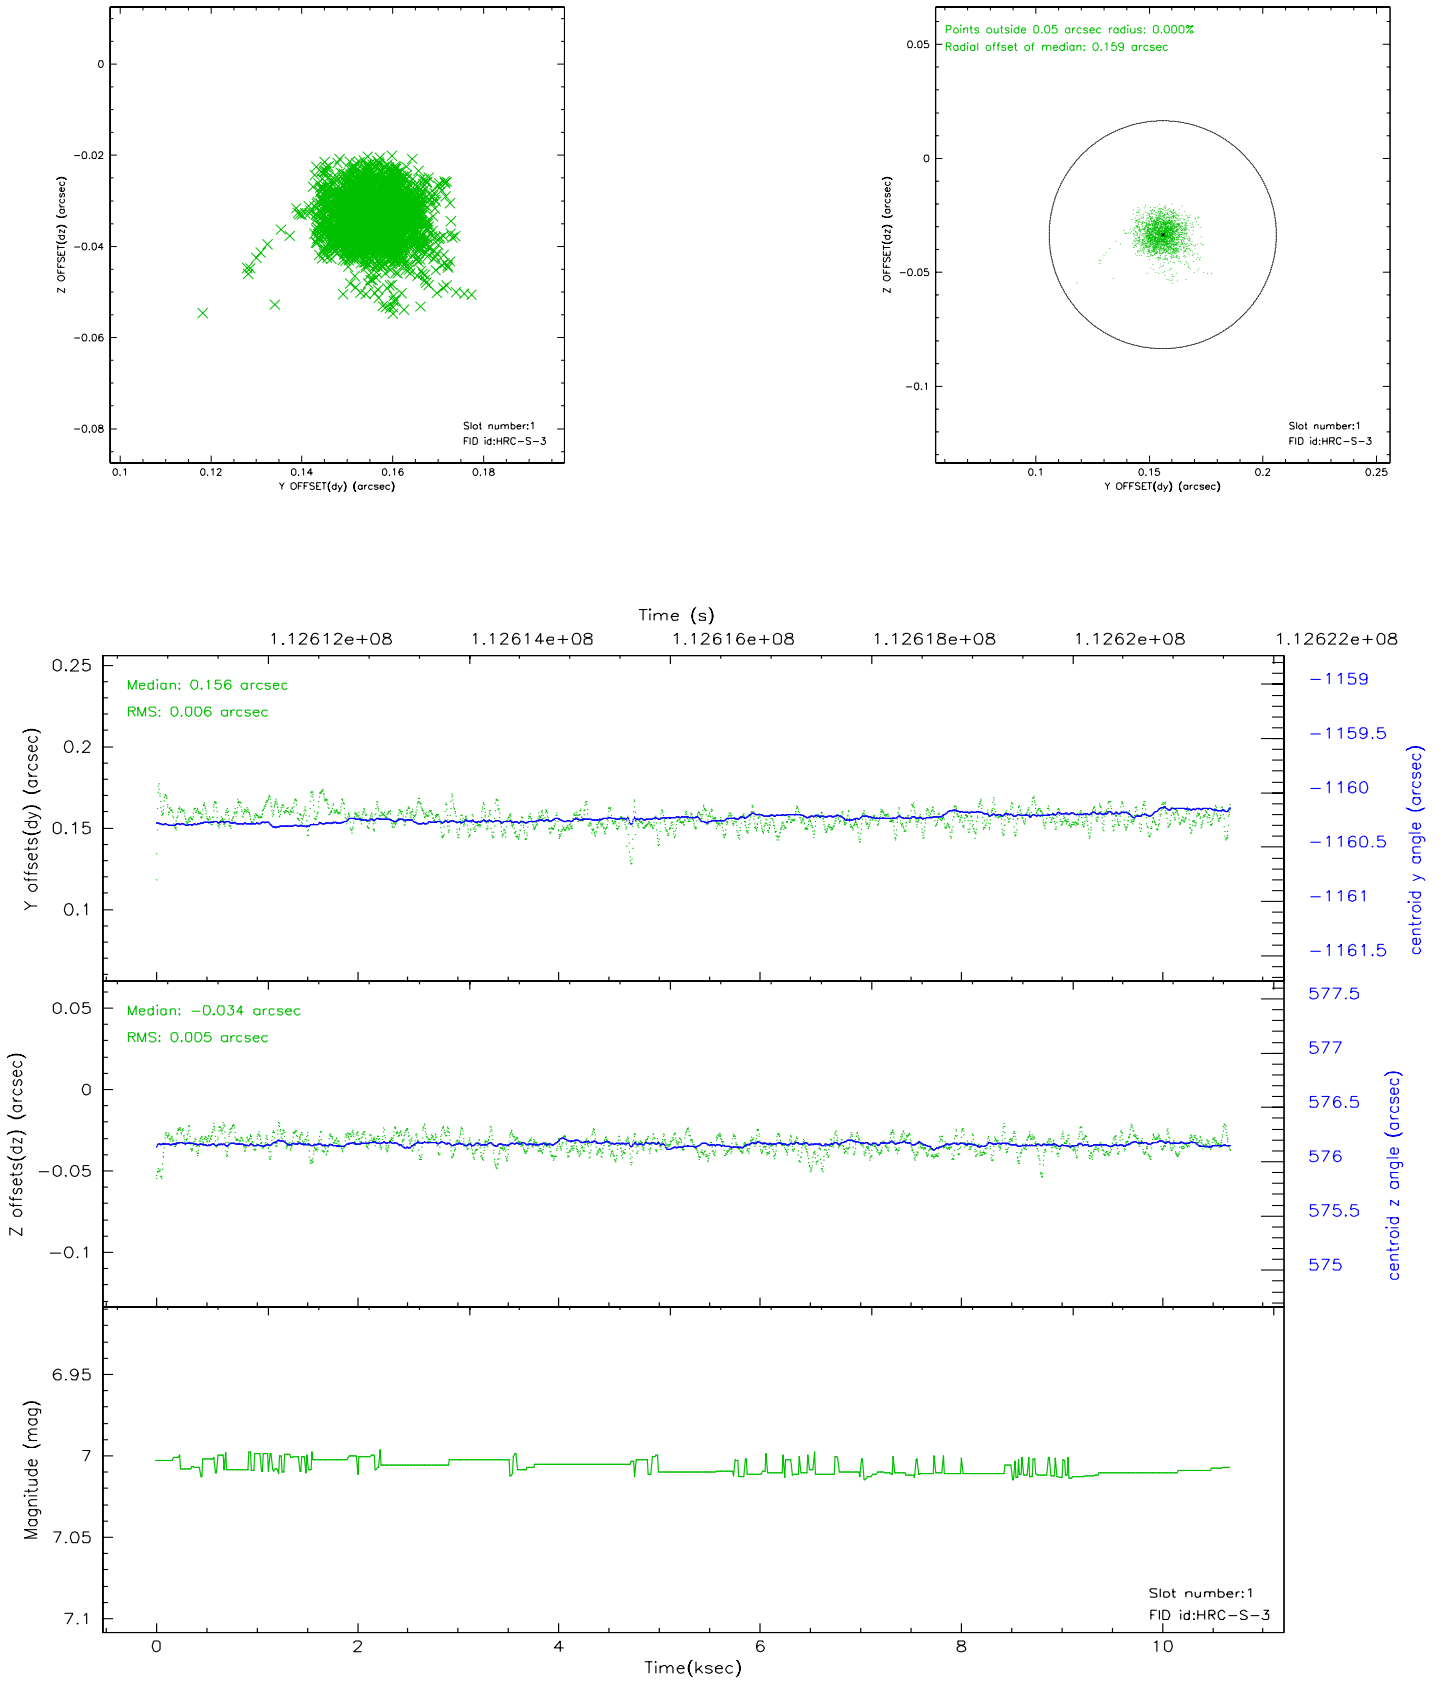 0
−0.02
−0.04
−0.06
−0.08
Z OFFSET(dz) (arcsec)
Slot number:1
FID id:HRC−S−3
0.1 0.12 0.14 0.16 0.18
Y OFFSET(dy) (arcsec)
Points outside 0.05 arcsec radius: 0.000%
Radial offset of median: 0.159 arcsec
0.05
0
−0.05
−0.1
Z OFFSET(dz) (arcsec)
Slot number:1
FID id:HRC−S−3
0.1 0.15 0.2 0.25
Y OFFSET(dy) (arcsec)
Time (s)
1.12612e+08 1.12614e+08 1.12616e+08 1.12618e+08 1.1262e+08 1.12622e+08
Median: 0.156 arcsec
RMS: 0.006 arcsec
0.25
0.2
0.15
0.1
Y offsets(dy) (arcsec)
−1159
−1159.5
−1160
−1160.5
−1161
−1161.5
centroid y angle (arcsec)
Median: −0.034 arcsec
RMS: 0.005 arcsec
0.05
0
−0.05
−0.1
Z offsets(dz) (arcsec)
577.5
577
576.5
576
575.5
575
centroid z angle (arcsec)
6.95
7
7.05
7.1
Magnitude (mag)
Slot number:1
FID id:HRC−S−3
0 2 4 6 8 10
Time(ksec)